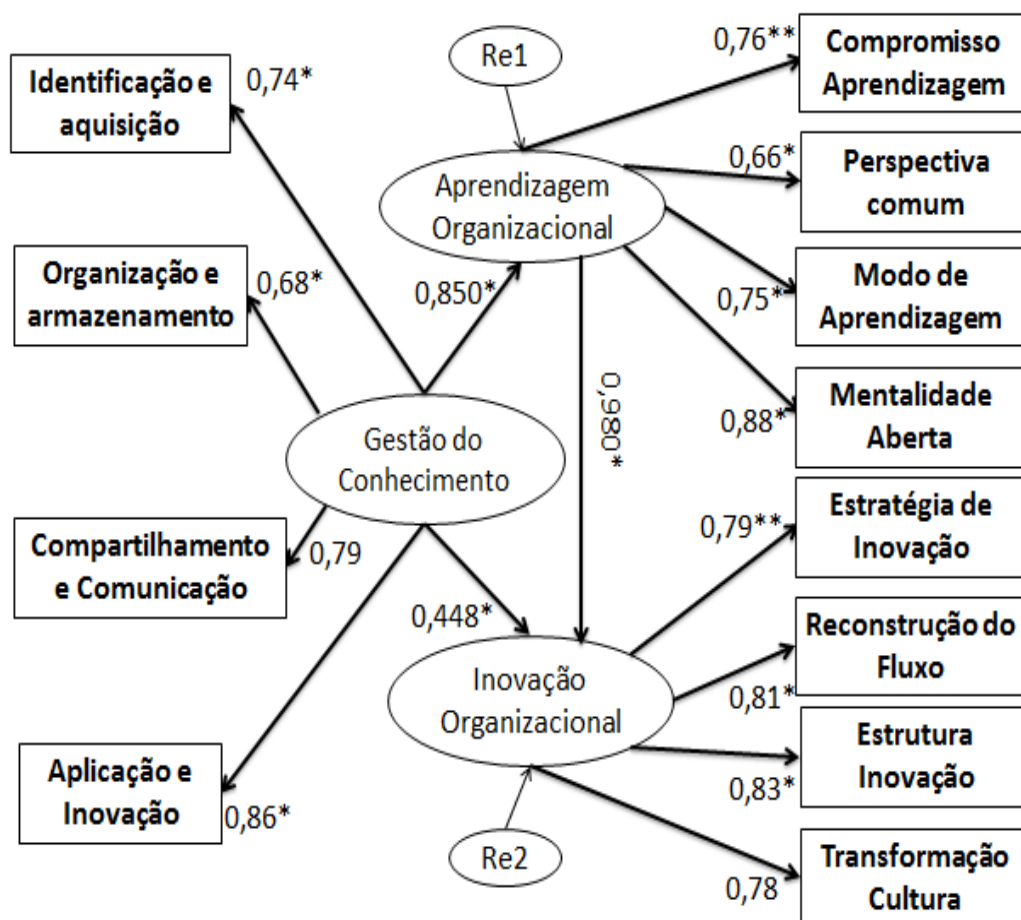 Re1
0,76**
Compromisso
Aprendizagem
Identificação e
aquisição
0,74*
0,66*
Perspectiva
comum
Aprendizagem
Organizacional
Organização e
armazenamento
0,68*
0,850*
0,75*
Modo de
Aprendizagem
0,980*
0,88*
Mentalidade
Aberta
Gestão do
Conhecimento
0,79**
Estratégia de
Inovação
Compartilhamento
e Comunicação
0,79
0,448*
Reconstrução do
Fluxo
0,81*
Inovação
Organizacional
Estrutura
Inovação
0,83*
Aplicação e
Inovação
0,86*
Re2
0,78
Transformação
Cultura